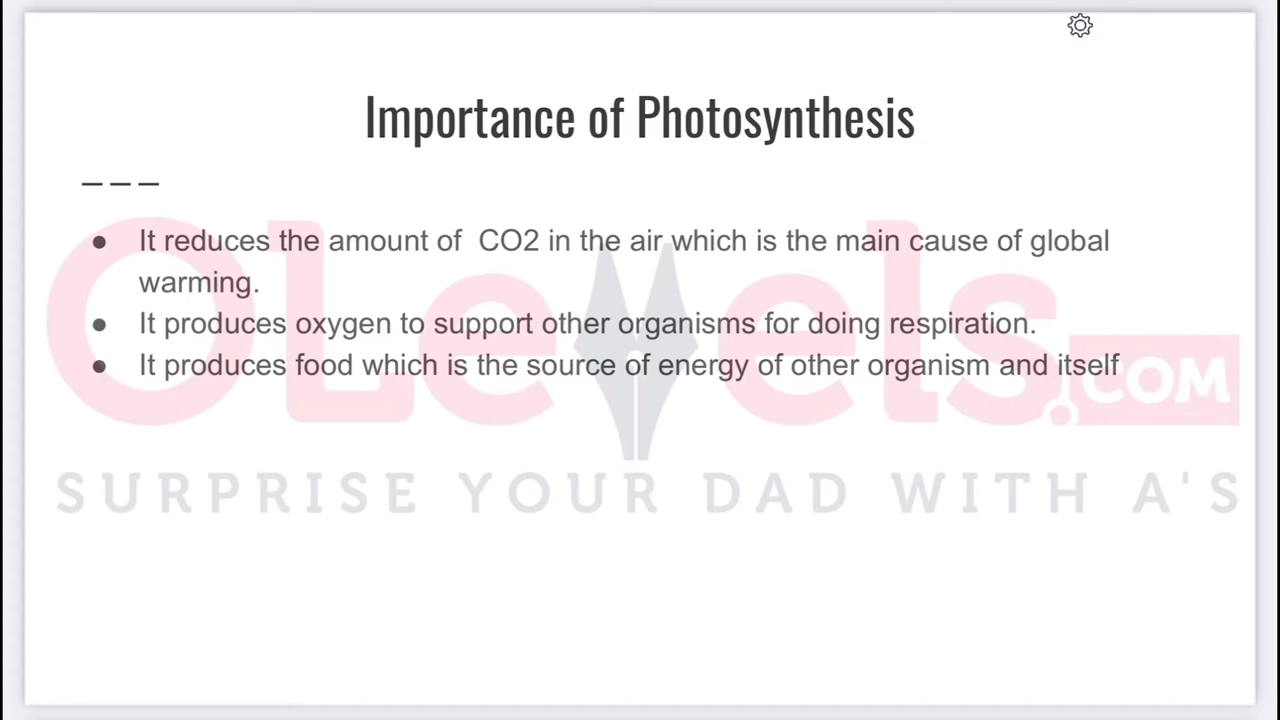 Importance of Photosynthesis
● It reduces the amount of  CO2 in the air which is the main cause of global
warming.
● It produces oxygen to support other organisms for doing respiration.
● It produces food which is the source of energy of other organism and itself
OLevels.COM
SURPRISE YOUR DAD WITH A'S